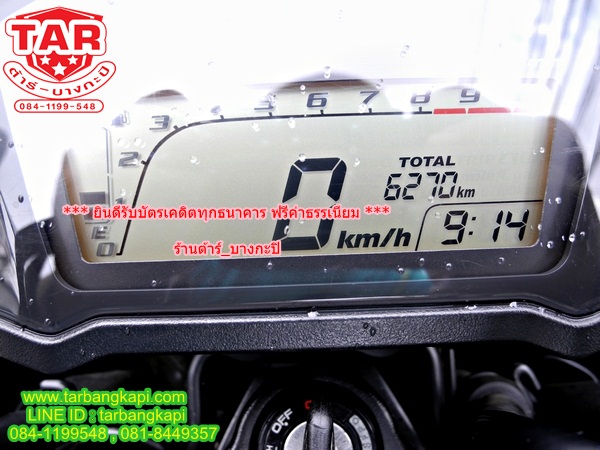 TAR
ต้าร์-บางกะปิ
084-1199-548
2 3 4 5 6 7 8 9
TOTAL
6270 km
*** ยินดีรับบัตรเคดิตทุกธนาคาร ฟรีค่าธรรเนียม ***
0 km/h
9:14
E
0
ร้านต้าร์_บางกะปิ
www.tarbangkapi.com
LINE ID : tarbangkapi
084-1199548 , 081-8449357
OFF